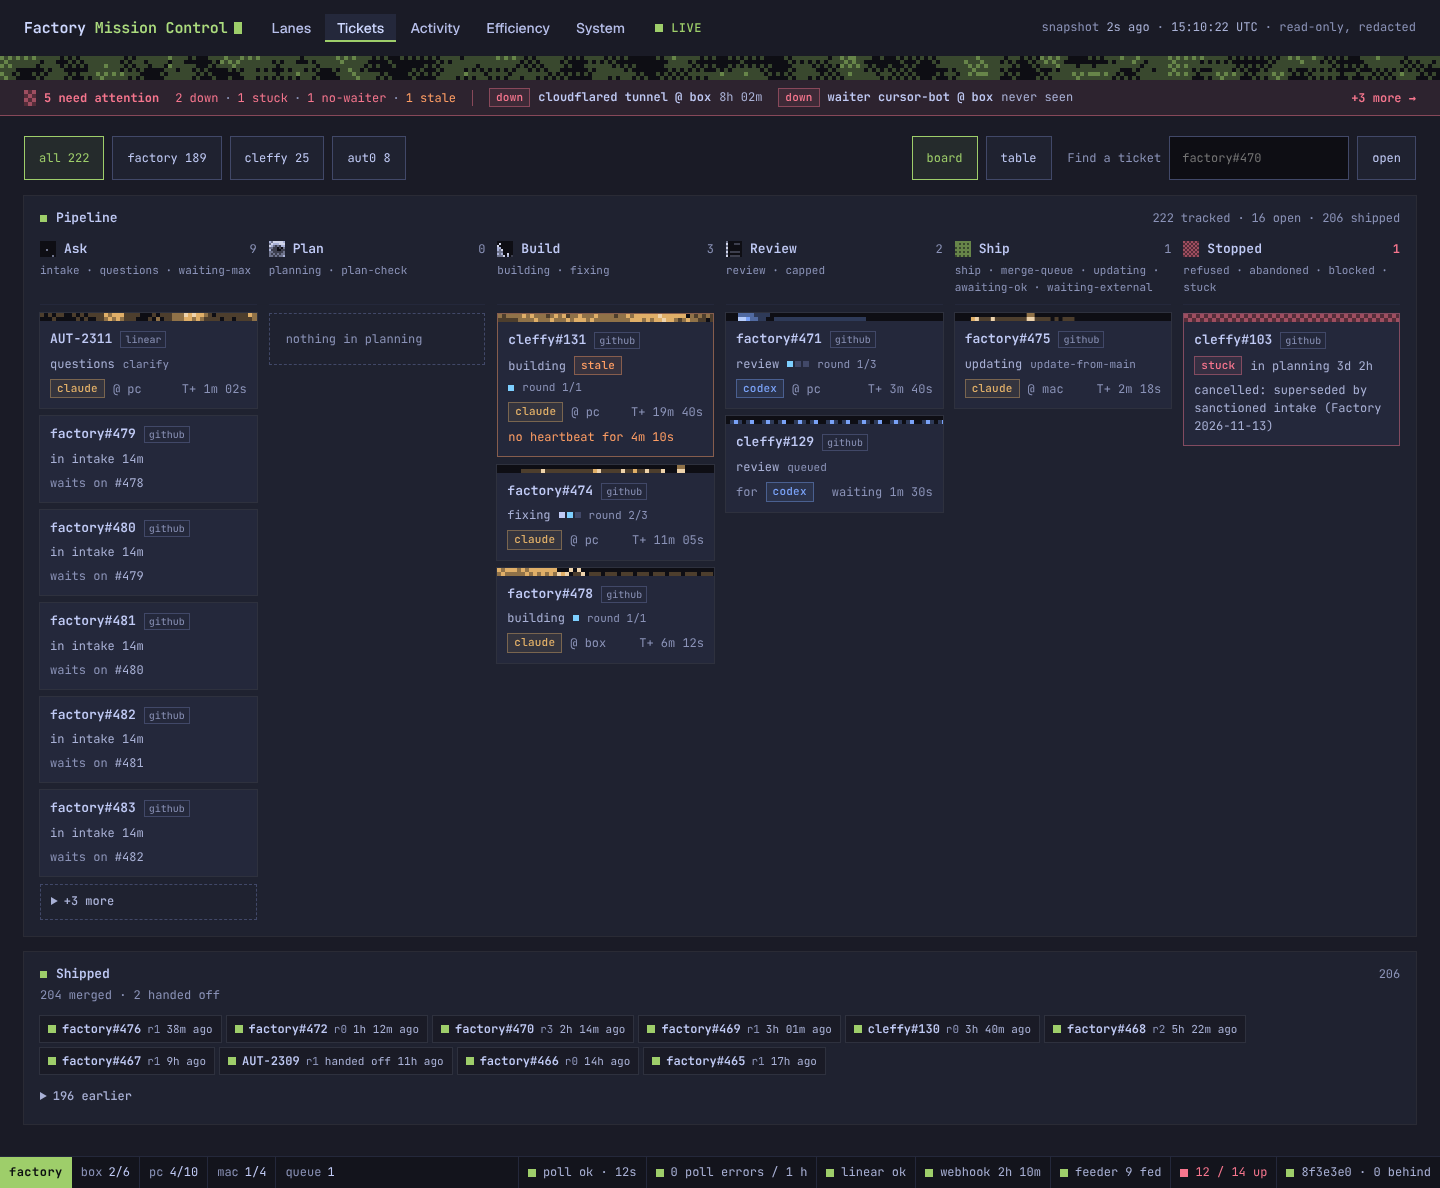 Factory Mission Control Lanes Tickets Activity Efficiency System LIVE snapshot 2s ago · 15:10:22 UTC · read-only, redacted
5 need attention 2 down · 1 stuck · 1 no-waiter · 1 stale down cloudflared tunnel @ box 8h 02m down waiter cursor-bot @ box never seen +3 more →
all 222 factory 189 cleffy 25 aut0 8 board table Find a ticket factory#470 open
Pipeline 222 tracked · 16 open · 206 shipped
Ask 9
intake · questions · waiting-max
AUT-2311 linear
questions clarify
claude @ pc T+ 1m 02s
factory#479 github
in intake 14m
waits on #478
factory#480 github
in intake 14m
waits on #479
factory#481 github
in intake 14m
waits on #480
factory#482 github
in intake 14m
waits on #481
factory#483 github
in intake 14m
waits on #482
+3 more
Plan 0
planning · plan-check
nothing in planning
Build 3
building · fixing
cleffy#131 github
building stale
round 1/1
claude @ pc T+ 19m 40s
no heartbeat for 4m 10s
factory#474 github
fixing round 2/3
claude @ pc T+ 11m 05s
factory#478 github
building round 1/1
claude @ box T+ 6m 12s
Review 2
review · capped
factory#471 github
review round 1/3
codex @ pc T+ 3m 40s
cleffy#129 github
review queued
for codex waiting 1m 30s
Ship 1
ship · merge-queue · updating ·
awaiting-ok · waiting-external
factory#475 github
updating update-from-main
claude @ mac T+ 2m 18s
Stopped 1
refused · abandoned · blocked ·
stuck
cleffy#103 github
stuck in planning 3d 2h
cancelled: superseded by
sanctioned intake (Factory
2026-11-13)
Shipped 206
204 merged · 2 handed off
factory#476 r1 38m ago factory#472 r0 1h 12m ago factory#470 r3 2h 14m ago factory#469 r1 3h 01m ago cleffy#130 r0 3h 40m ago factory#468 r2 5h 22m ago
factory#467 r1 9h ago AUT-2309 r1 handed off 11h ago factory#466 r0 14h ago factory#465 r1 17h ago
196 earlier
factory box 2/6 pc 4/10 mac 1/4 queue 1 poll ok · 12s 0 poll errors / 1 h linear ok webhook 2h 10m feeder 9 fed 12 / 14 up 8f3e3e0 · 0 behind